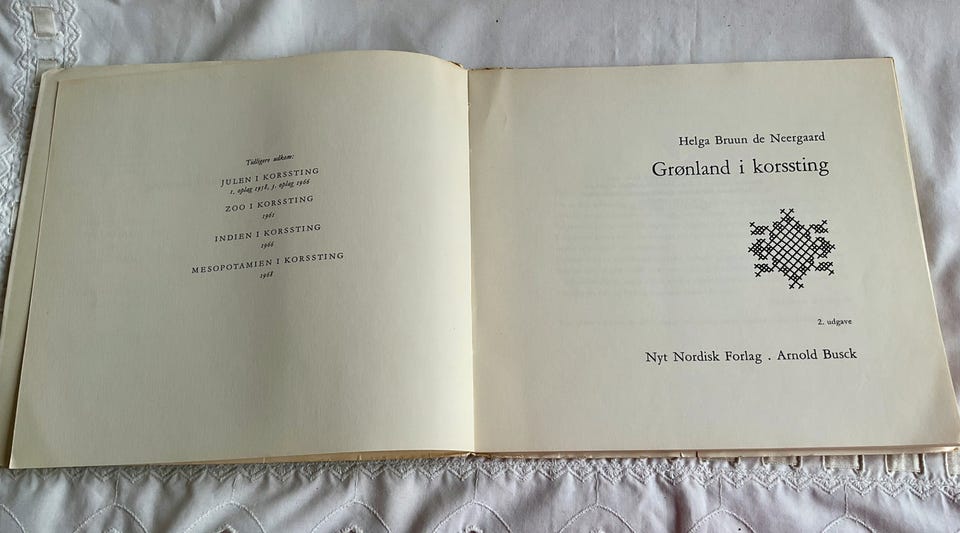 Tidligere udkom:
JULEN I KORSSTING
1. oplag 1958, 3. oplag 1966
ZOO I KORSSTING
1961
INDIEN I KORSSTING
1966
MESOPOTAMIEN I KORSSTING
1968
Helga Bruun de Neergaard
Grønland i korssting
2. udgave
Nyt Nordisk Forlag . Arnold Busck